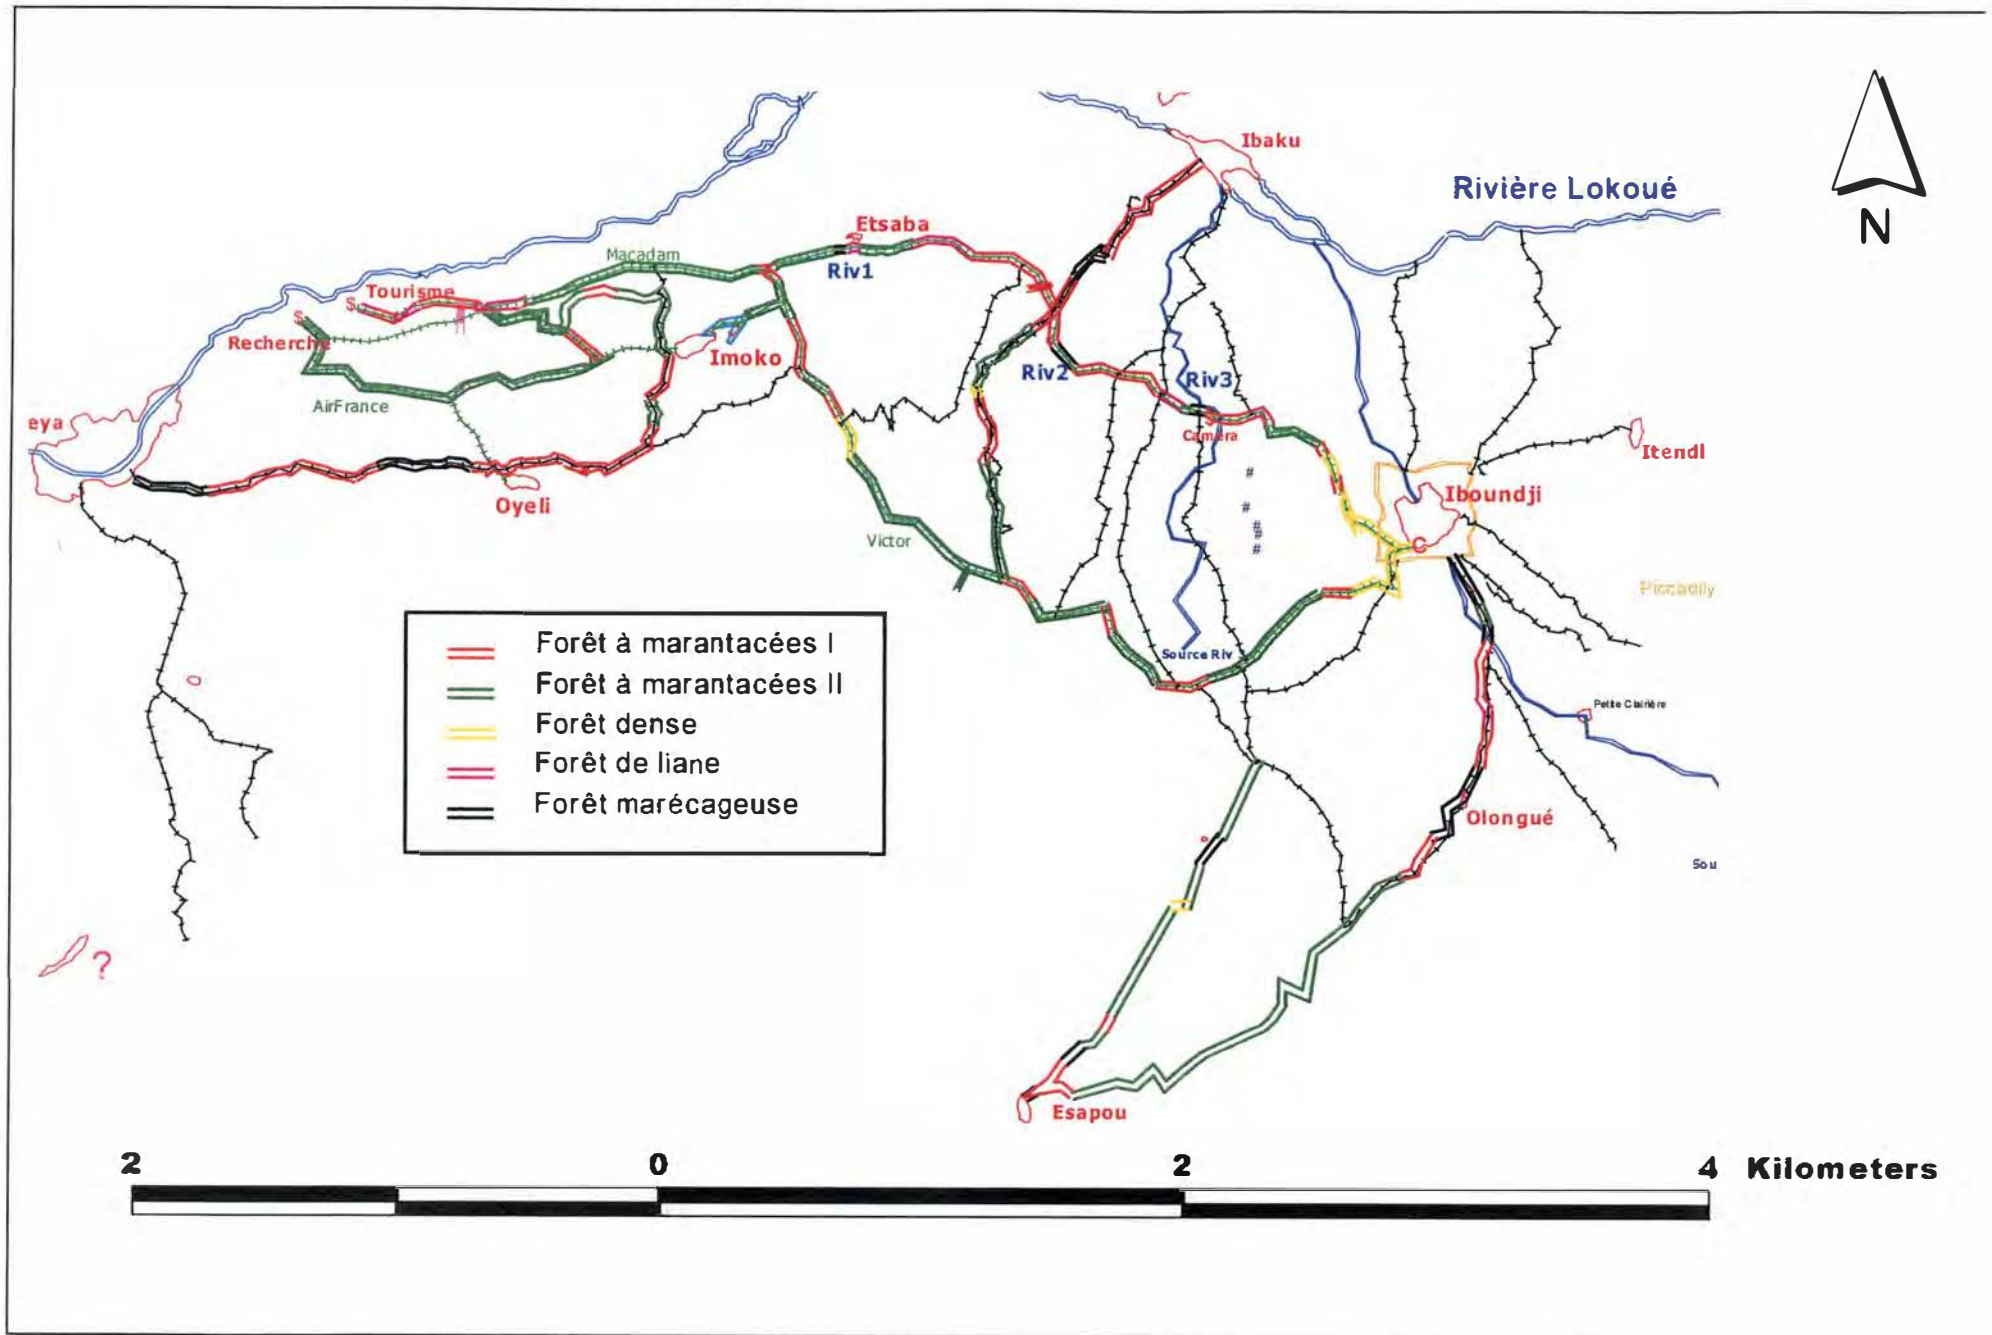 Ibaku
Rivière Lokoué
N
Etsaba
Macadam
Riv1
Tourisme
$
$
Recherche
Imoko
Riv2
Riv3
AirFrance
$
Camera
eya
Itendl
#
Iboundji
Oyeli
#
#
#
#
Victor
C
Piccadily
Forêt à marantacées I
Forêt à marantacées II
Forêt dense
Forêt de liane
Forêt marécageuse
Source Riv
Petite Clairière
Olongué
Sou
?
Esapou
2 0 2 4 Kilometers